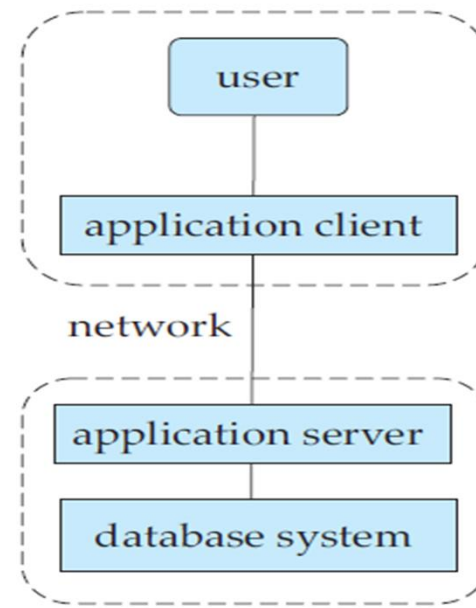 user
application client
network
application server
database system